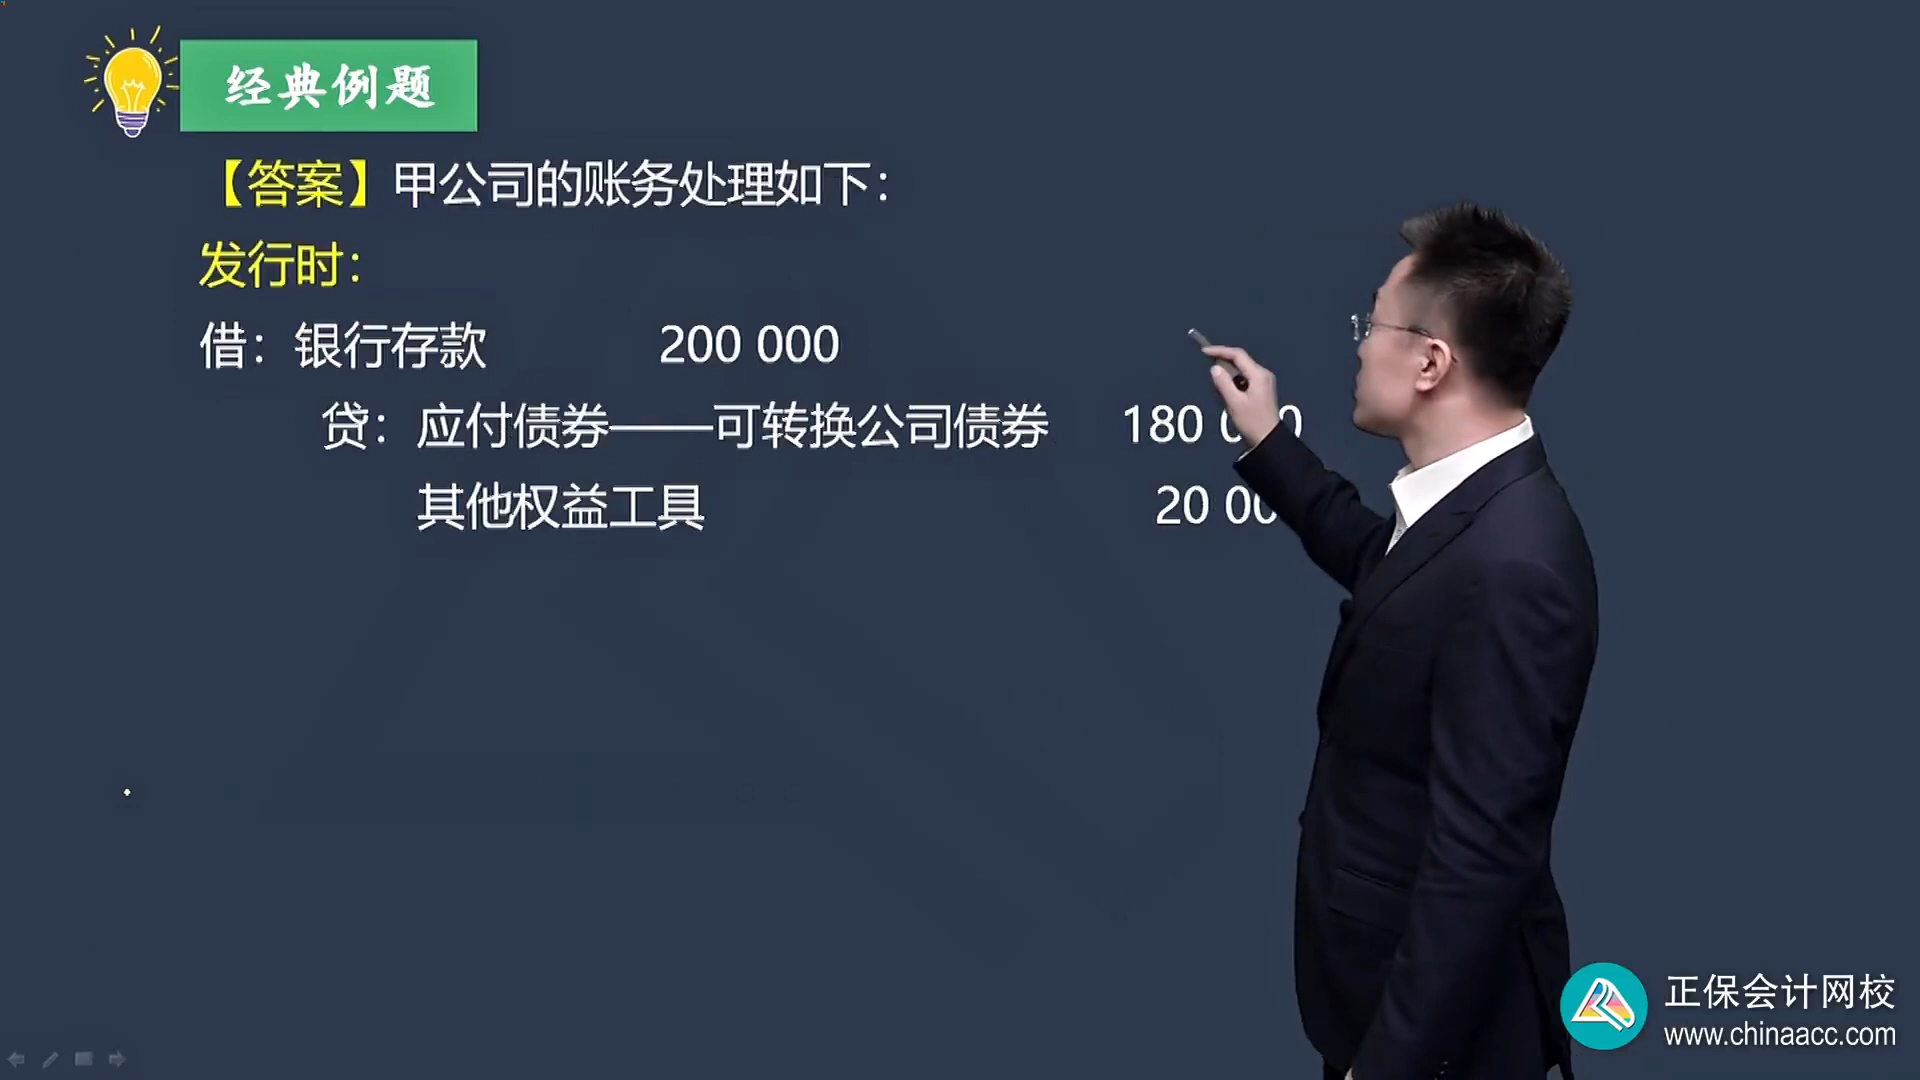 经典例题
【答案】甲公司的账务处理如下：
发行时：
借：银行存款 200 000
贷：应付债券——可转换公司债券 180
其他权益工具 20
正保会计网校
www.chinaacc.com